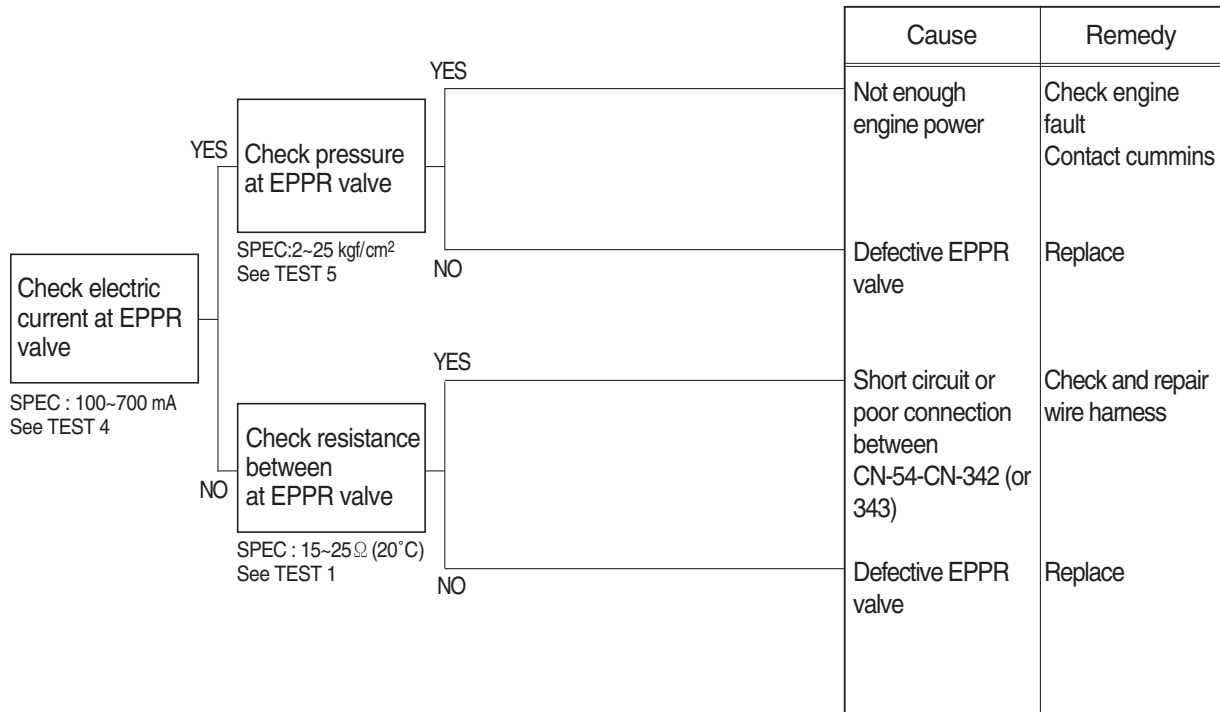 Cause
Remedy
YES
Not enough
engine power
Check engine
fault
Contact cummins
YES
Check pressure
at EPPR valve
SPEC:2~25 kgf/cm²
See TEST 5
NO
Defective EPPR
valve
Replace
Check electric
current at EPPR
valve
SPEC : 100~700 mA
See TEST 4
YES
Short circuit or
poor connection
between
CN-54-CN-342 (or
343)
Check and repair
wire harness
NO
Check resistance
between
at EPPR valve
SPEC : 15~25Ω (20°C)
See TEST 1
NO
Defective EPPR
valve
Replace